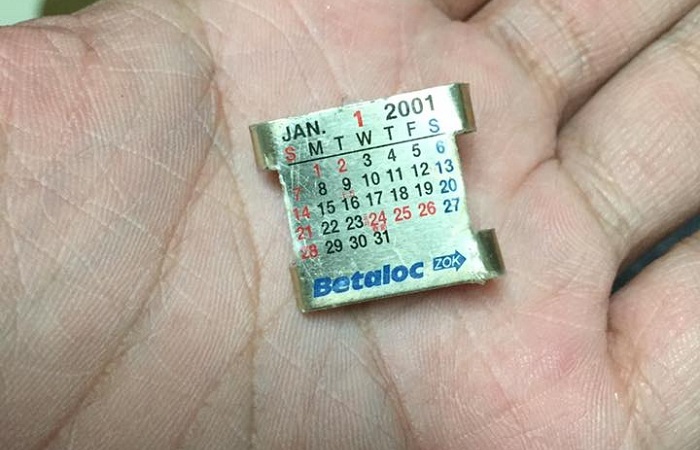 JAN. 1 2001
S M T W T F S
1 2 3 4 5 6
7 8 9 10 11 12 13
14 15 16 17 18 19 20
21 22 23 24 25 26 27
28 29 30 31
Betaloc ZOK